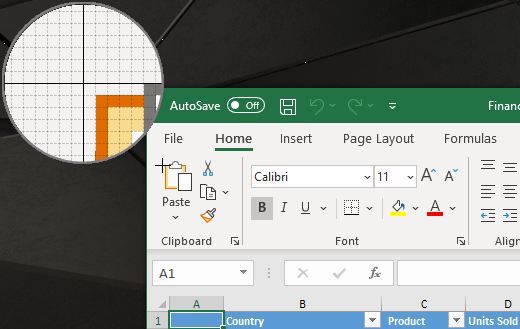 AutoSave Off Financ
File Home Insert Page Layout Formulas
Calibri 11 A A
Paste B I U A
Clipboard Font Align
A1 fx
A B C D
1 Country Product Units Sold